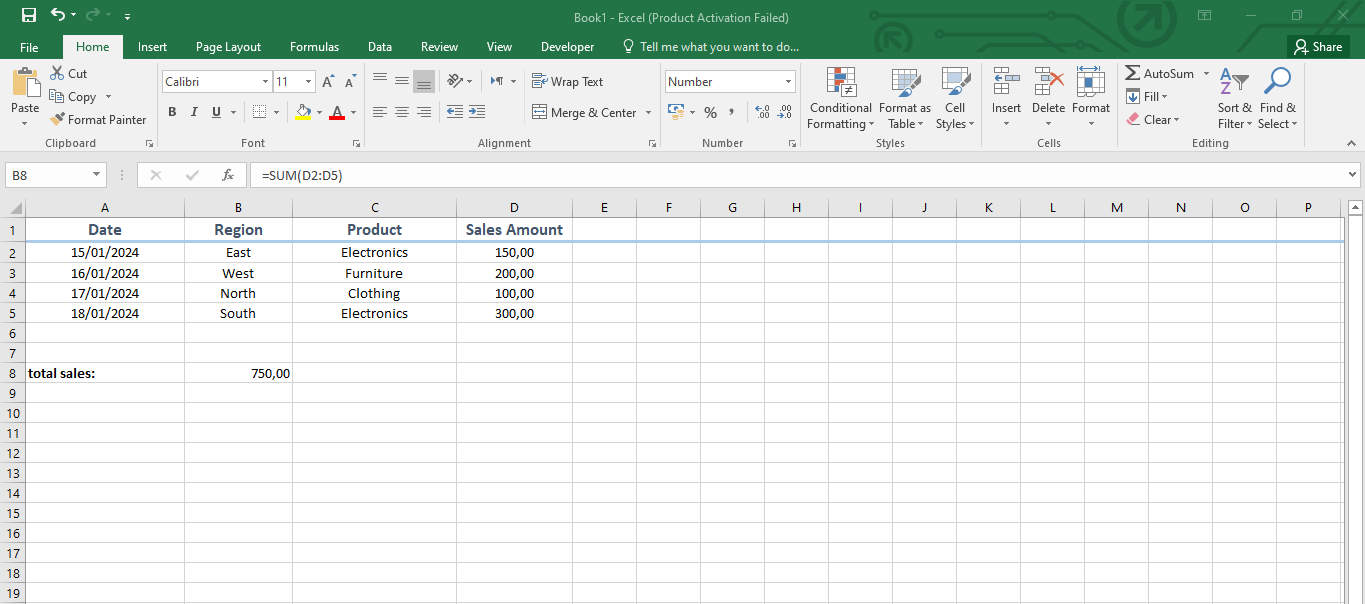 Book1 - Excel (Product Activation Failed)
File Home Insert Page Layout Formulas Data Review View Developer Tell me what you want to do... Share
Paste
Cut
Copy
Format Painter
Clipboard
Calibri 11 A A
B I U A
Font
Wrap Text
Merge & Center
Alignment
Number
% ,
Number
Conditional Formatting
Format as Table
Cell Styles
Styles
Insert Delete Format
Cells
AutoSum
Fill
Clear
Sort & Filter
Find & Select
Editing
B8 fx =SUM(D2:D5)
A B C D E F G H I J K L M N O P
1 Date Region Product Sales Amount
2 15/01/2024 East Electronics 150,00
3 16/01/2024 West Furniture 200,00
4 17/01/2024 North Clothing 100,00
5 18/01/2024 South Electronics 300,00
6
7
8 total sales: 750,00
9
10
11
12
13
14
15
16
17
18
19